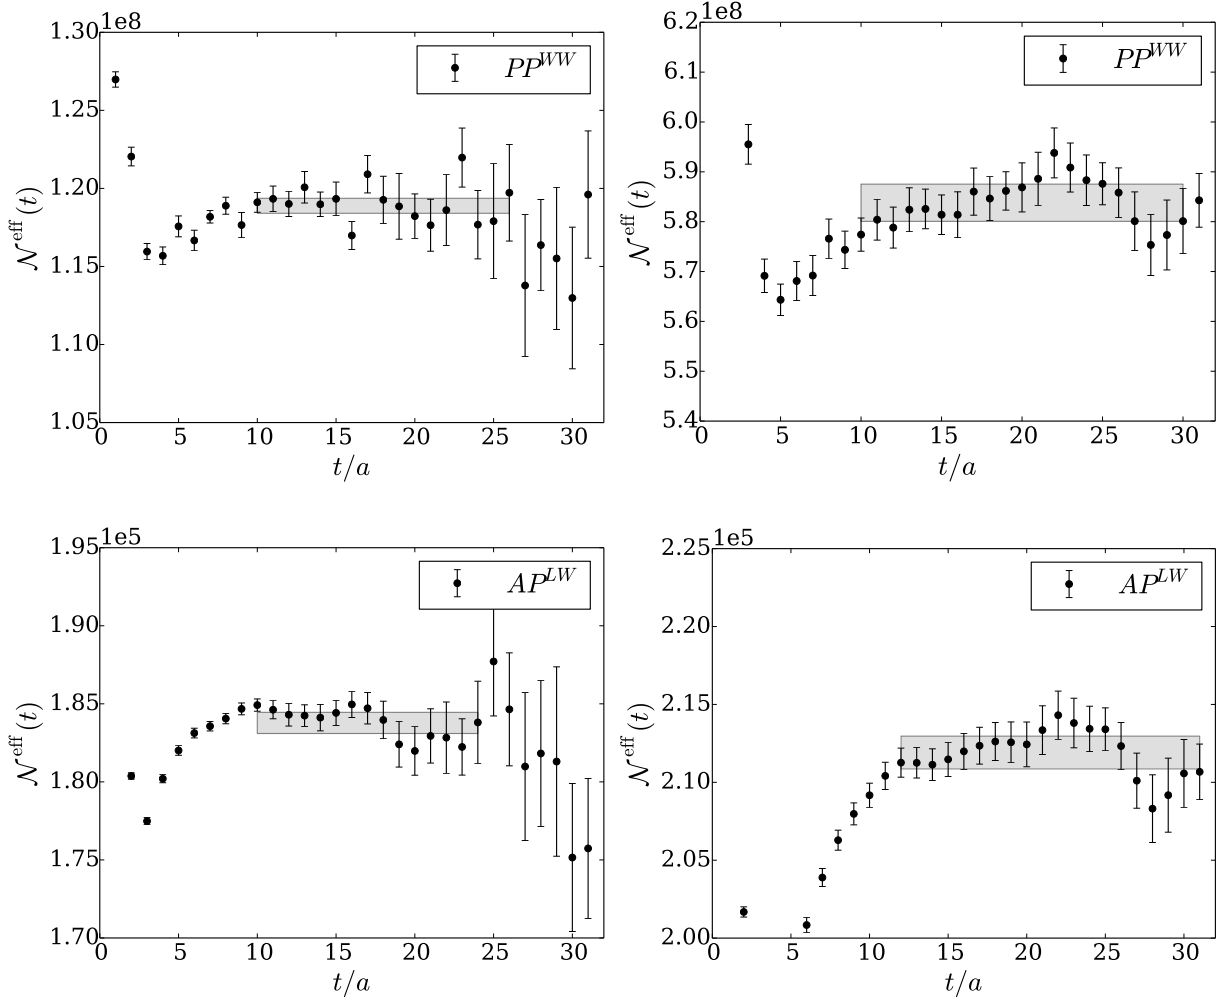 1e8
1.30
1.25
1.20
1.15
1.10
1.05
0 5 10 15 20 25 30
t/a
𝒩^eff(t)
PP^WW
1e8
6.2
6.1
6.0
5.9
5.8
5.7
5.6
5.5
5.4
0 5 10 15 20 25 30
t/a
𝒩^eff(t)
PP^WW
1e5
1.95
1.90
1.85
1.80
1.75
1.70
0 5 10 15 20 25 30
t/a
𝒩^eff(t)
AP^LW
1e5
2.25
2.20
2.15
2.10
2.05
2.00
0 5 10 15 20 25 30
t/a
𝒩^eff(t)
AP^LW